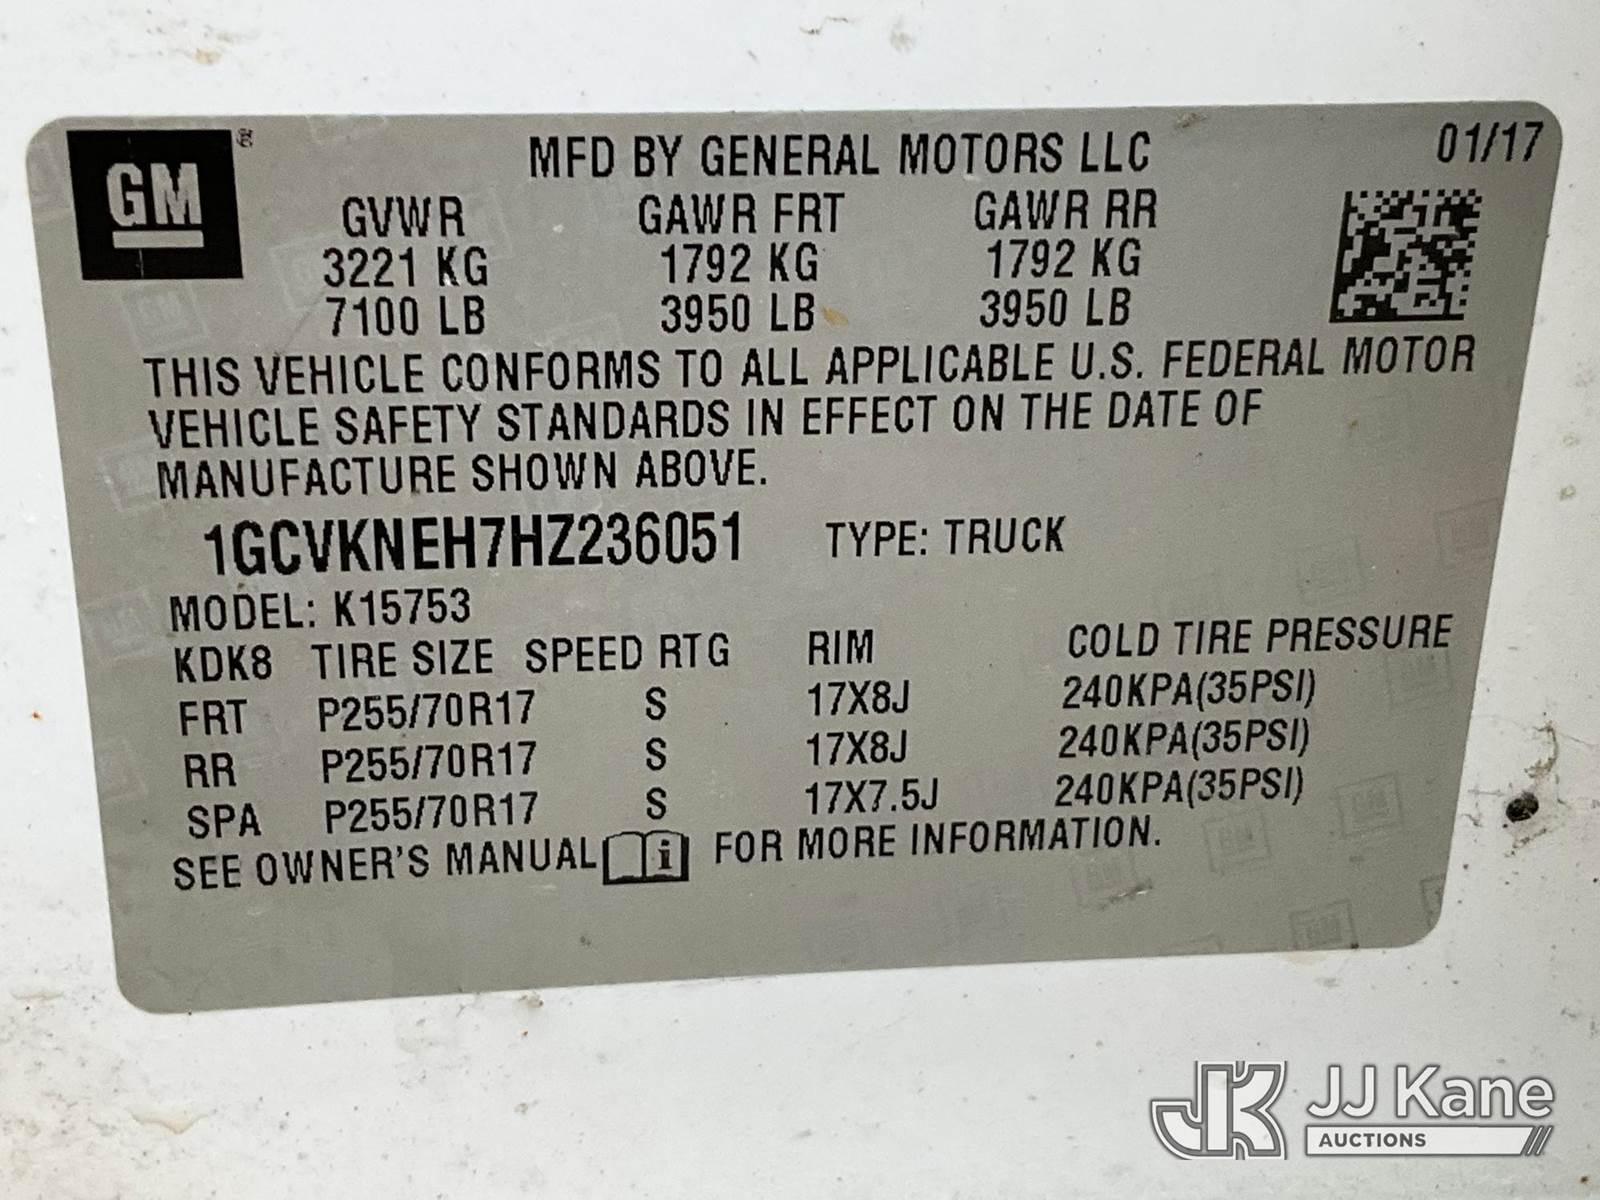 GM ® MFD BY GENERAL MOTORS LLC 01/17
GVWR GAWR FRT GAWR RR
3221 KG 1792 KG 1792 KG
7100 LB 3950 LB 3950 LB
THIS VEHICLE CONFORMS TO ALL APPLICABLE U.S. FEDERAL MOTOR
VEHICLE SAFETY STANDARDS IN EFFECT ON THE DATE OF
MANUFACTURE SHOWN ABOVE.
1GCVKNEH7HZ236051 TYPE: TRUCK
MODEL: K15753
KDK8 TIRE SIZE SPEED RTG RIM COLD TIRE PRESSURE
FRT P255/70R17 S 17X8J 240KPA(35PSI)
RR P255/70R17 S 17X8J 240KPA(35PSI)
SPA P255/70R17 S 17X7.5J 240KPA(35PSI)
SEE OWNER'S MANUAL i FOR MORE INFORMATION.
JK JJ Kane
AUCTIONS